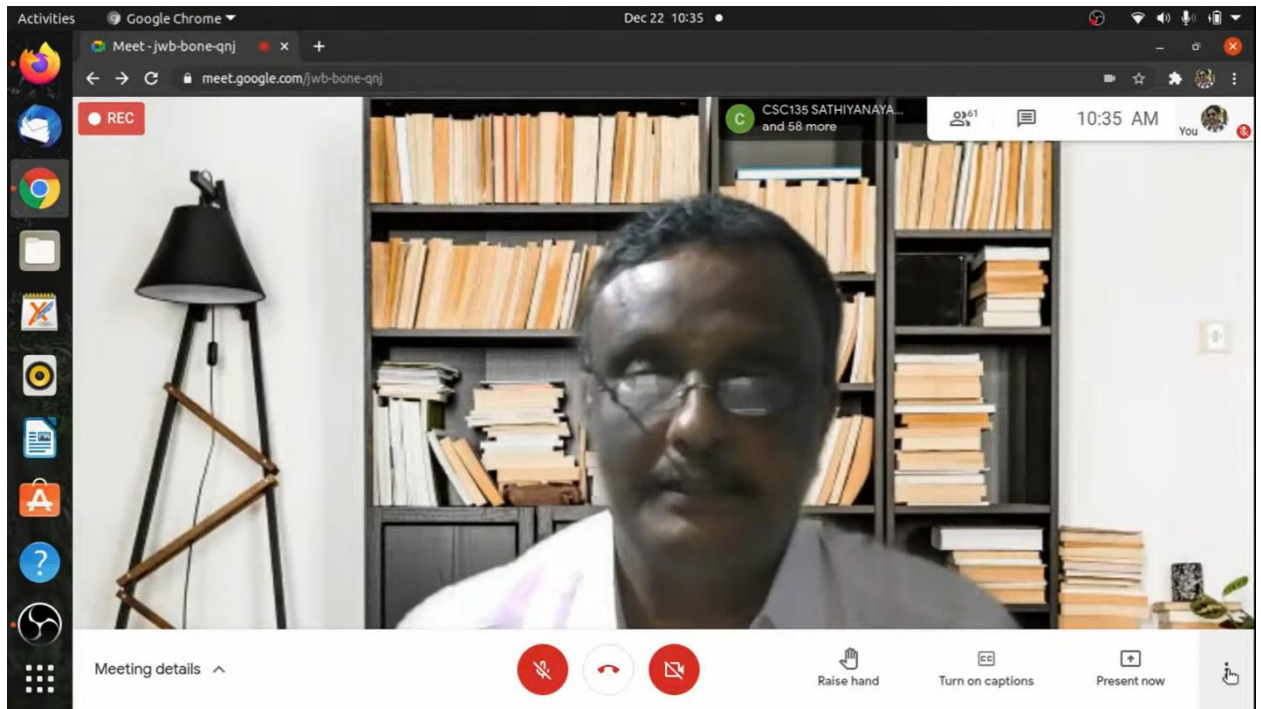 Activities Google Chrome Dec 22 10:35
Meet - jwb-bone-qnj
meet.google.com/jwb-bone-qnj
REC
C CSC135 SATHIYANAYA...
and 58 more
61
10:35 AM
You
Meeting details
Raise hand
CC
Turn on captions
Present now